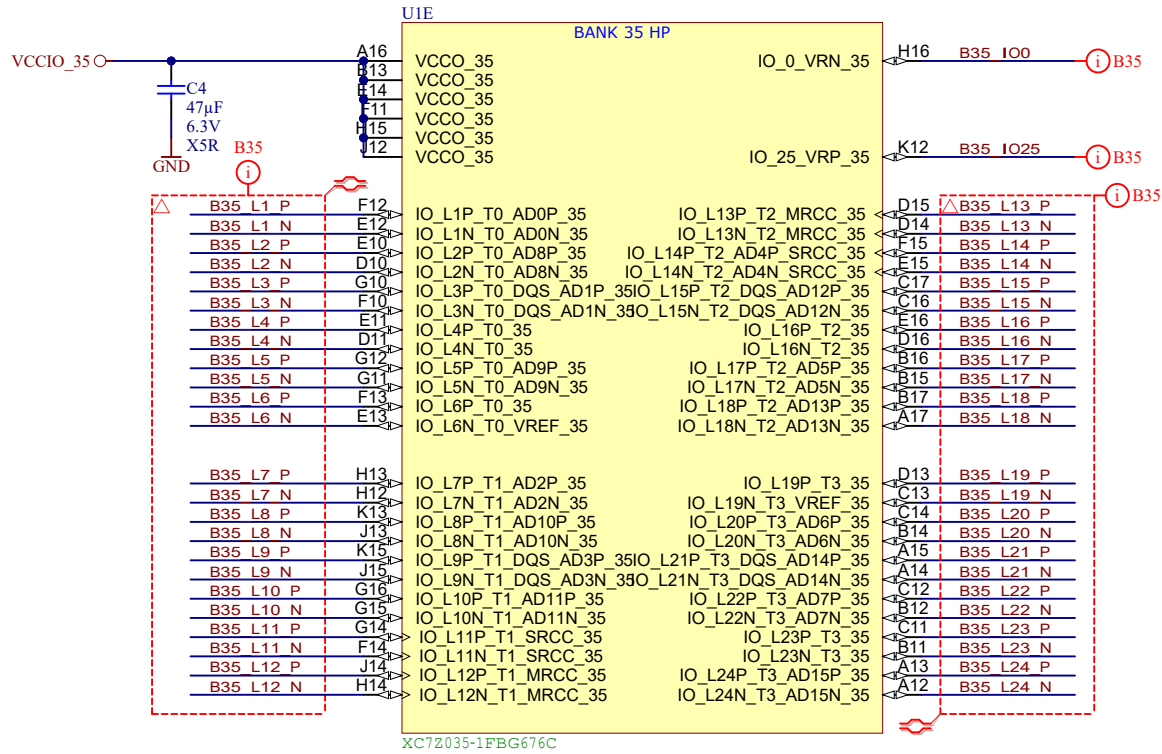 U1E
BANK 35 HP
VCCIO_35
C4
47µF
6.3V
X5R
GND
A16 VCCO_35
B13 VCCO_35
E14 VCCO_35
F11 VCCO_35
H15 VCCO_35
J12 VCCO_35
IO_0_VRN_35 H16 B35_IO0 i B35
IO_25_VRP_35 K12 B35_IO25 i B35
B35
i
i B35
B35_L1_P F12 IO_L1P_T0_AD0P_35 IO_L13P_T2_MRCC_35 D15 B35_L13_P
B35_L1_N E12 IO_L1N_T0_AD0N_35 IO_L13N_T2_MRCC_35 D14 B35_L13_N
B35_L2_P E10 IO_L2P_T0_AD8P_35 IO_L14P_T2_AD4P_SRCC_35 F15 B35_L14_P
B35_L2_N D10 IO_L2N_T0_AD8N_35 IO_L14N_T2_AD4N_SRCC_35 E15 B35_L14_N
B35_L3_P G10 IO_L3P_T0_DQS_AD1P_35 IO_L15P_T2_DQS_AD12P_35 C17 B35_L15_P
B35_L3_N F10 IO_L3N_T0_DQS_AD1N_35 IO_L15N_T2_DQS_AD12N_35 C16 B35_L15_N
B35_L4_P E11 IO_L4P_T0_35 IO_L16P_T2_35 E16 B35_L16_P
B35_L4_N D11 IO_L4N_T0_35 IO_L16N_T2_35 D16 B35_L16_N
B35_L5_P G12 IO_L5P_T0_AD9P_35 IO_L17P_T2_AD5P_35 B16 B35_L17_P
B35_L5_N G11 IO_L5N_T0_AD9N_35 IO_L17N_T2_AD5N_35 B15 B35_L17_N
B35_L6_P F13 IO_L6P_T0_35 IO_L18P_T2_AD13P_35 B17 B35_L18_P
B35_L6_N E13 IO_L6N_T0_VREF_35 IO_L18N_T2_AD13N_35 A17 B35_L18_N
B35_L7_P H13 IO_L7P_T1_AD2P_35 IO_L19P_T3_35 D13 B35_L19_P
B35_L7_N H12 IO_L7N_T1_AD2N_35 IO_L19N_T3_VREF_35 C13 B35_L19_N
B35_L8_P K13 IO_L8P_T1_AD10P_35 IO_L20P_T3_AD6P_35 C14 B35_L20_P
B35_L8_N J13 IO_L8N_T1_AD10N_35 IO_L20N_T3_AD6N_35 B14 B35_L20_N
B35_L9_P K15 IO_L9P_T1_DQS_AD3P_35 IO_L21P_T3_DQS_AD14P_35 A15 B35_L21_P
B35_L9_N J15 IO_L9N_T1_DQS_AD3N_35 IO_L21N_T3_DQS_AD14N_35 A14 B35_L21_N
B35_L10_P G16 IO_L10P_T1_AD11P_35 IO_L22P_T3_AD7P_35 C12 B35_L22_P
B35_L10_N G15 IO_L10N_T1_AD11N_35 IO_L22N_T3_AD7N_35 B12 B35_L22_N
B35_L11_P G14 IO_L11P_T1_SRCC_35 IO_L23P_T3_35 C11 B35_L23_P
B35_L11_N F14 IO_L11N_T1_SRCC_35 IO_L23N_T3_35 B11 B35_L23_N
B35_L12_P J14 IO_L12P_T1_MRCC_35 IO_L24P_T3_AD15P_35 A13 B35_L24_P
B35_L12_N H14 IO_L12N_T1_MRCC_35 IO_L24N_T3_AD15N_35 A12 B35_L24_N
XC7Z035-1FBG676C